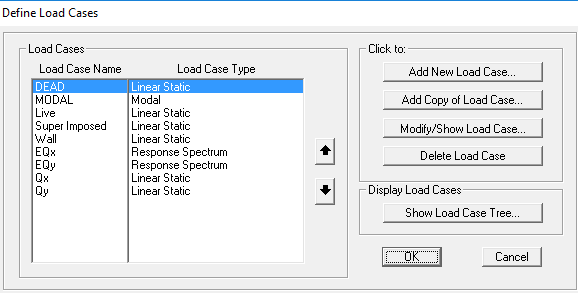 Define Load Cases
Load Cases
Load Case Name Load Case Type
DEAD Linear Static
MODAL Modal
Live Linear Static
Super Imposed Linear Static
Wall Linear Static
EQx Response Spectrum
EQy Response Spectrum
Qx Linear Static
Qy Linear Static
Click to:
Add New Load Case...
Add Copy of Load Case...
Modify/Show Load Case...
Delete Load Case
Display Load Cases
Show Load Case Tree...
OK Cancel